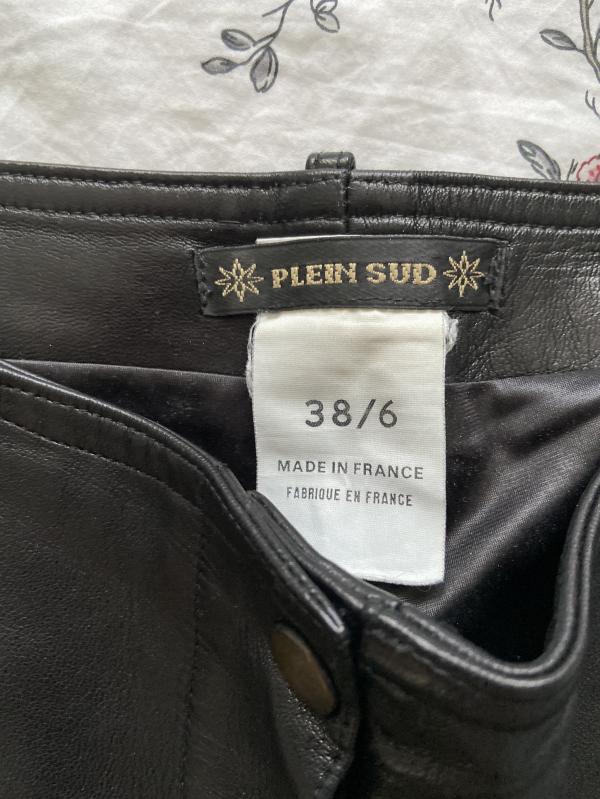 PLEIN SUD
38/6
MADE IN FRANCE
FABRIQUE EN FRANCE